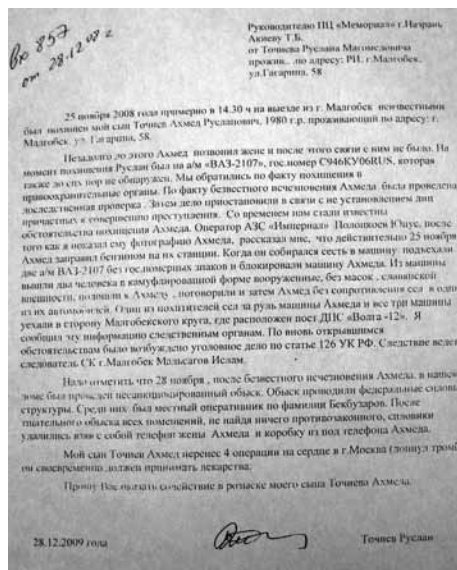 Вх 857
от 28.12.08 г.
Руководителю ПЦ «Мемориал» г.Назрань
Акиеву Т.Б.
от Точиева Руслана Магомедовича
прожив.. по адресу: РИ. г.Малгобек.
ул.Гагарина. 58
25 ноября 2008 года примерно в 14.30 ч на выезде из г. Малгобек неизвестными
был похищен мой сын Точиев Ахмед Русланович, 1980 г.р. проживающий по адресу: г.
Малгобек. ул. Гагарина, 58.
Незадолго до этого Ахмед позвонил жене и после этого связи с ним не было. На
момент похищения Руслан был на а/м «ВАЗ-2107», гос.номер С946КУ06RUS, которая
также до сих пор не обнаружен. Мы обратились по факту похищения в
правоохранительные органы. По факту безвестного исчезновения Ахмеда была проведена
доследственная проверка . Затем дело приостановили в связи с не установлением лиц
причастных к совершению преступления. Со временем нам стали известны
обстоятельства похищения Ахмеда. Оператор АЗС «Империал» Полонкоев Юнус, после
того как я показал ему фотографию Ахмеда, рассказал мне, что действительно 25 ноября
Ахмед заправил бензином на их станции. Когда он собирался сесть в машину подъехали
две а/м ВАЗ-2107 без гос.номерных знаков и блокировали машину Ахмеда. Из машины
вышли два человека в камуфлированной форме вооруженные, без масок , славянской
внешности, подошли к Ахмеду , поговорили и затем Ахмед без сопротивления сел в одну
из их автомобилей. Один из похитителей сел за руль машины Ахмеда и все три машины
уехали в сторону Малгобекского круга, где расположен пост ДПС «Волга -12». Я
сообщил эту информацию следственным органам. По вновь открывшимся
обстоятельствам было возбуждено уголовное дело по статье 126 УК РФ. Следствие ведет
следователь СК г.Малгобек Мальсагов Ислам.
Надо отметить что 28 ноября , после безвестного исчезновения Ахмеда, в нашем
доме был проведен несанкционированный обыск. Обыск проводили федеральные силовые
структуры. Среди них был местный оперативник по фамилии Бекбузаров. После
тщательного обыска всех помещений, не найдя ничего противозаконного, силовики
удалились взяв с собой телефон жены Ахмеда и коробку из под телефона Ахмеда.
Мой сын Точиев Ахмед перенес 4 операции на сердце в г.Москва
он своевременно должен принимать лекарства.
Прошу Вас оказать содействие в розыске моего сына Точиева Ахмеда.
28.12.2009 года
Точиев Руслан